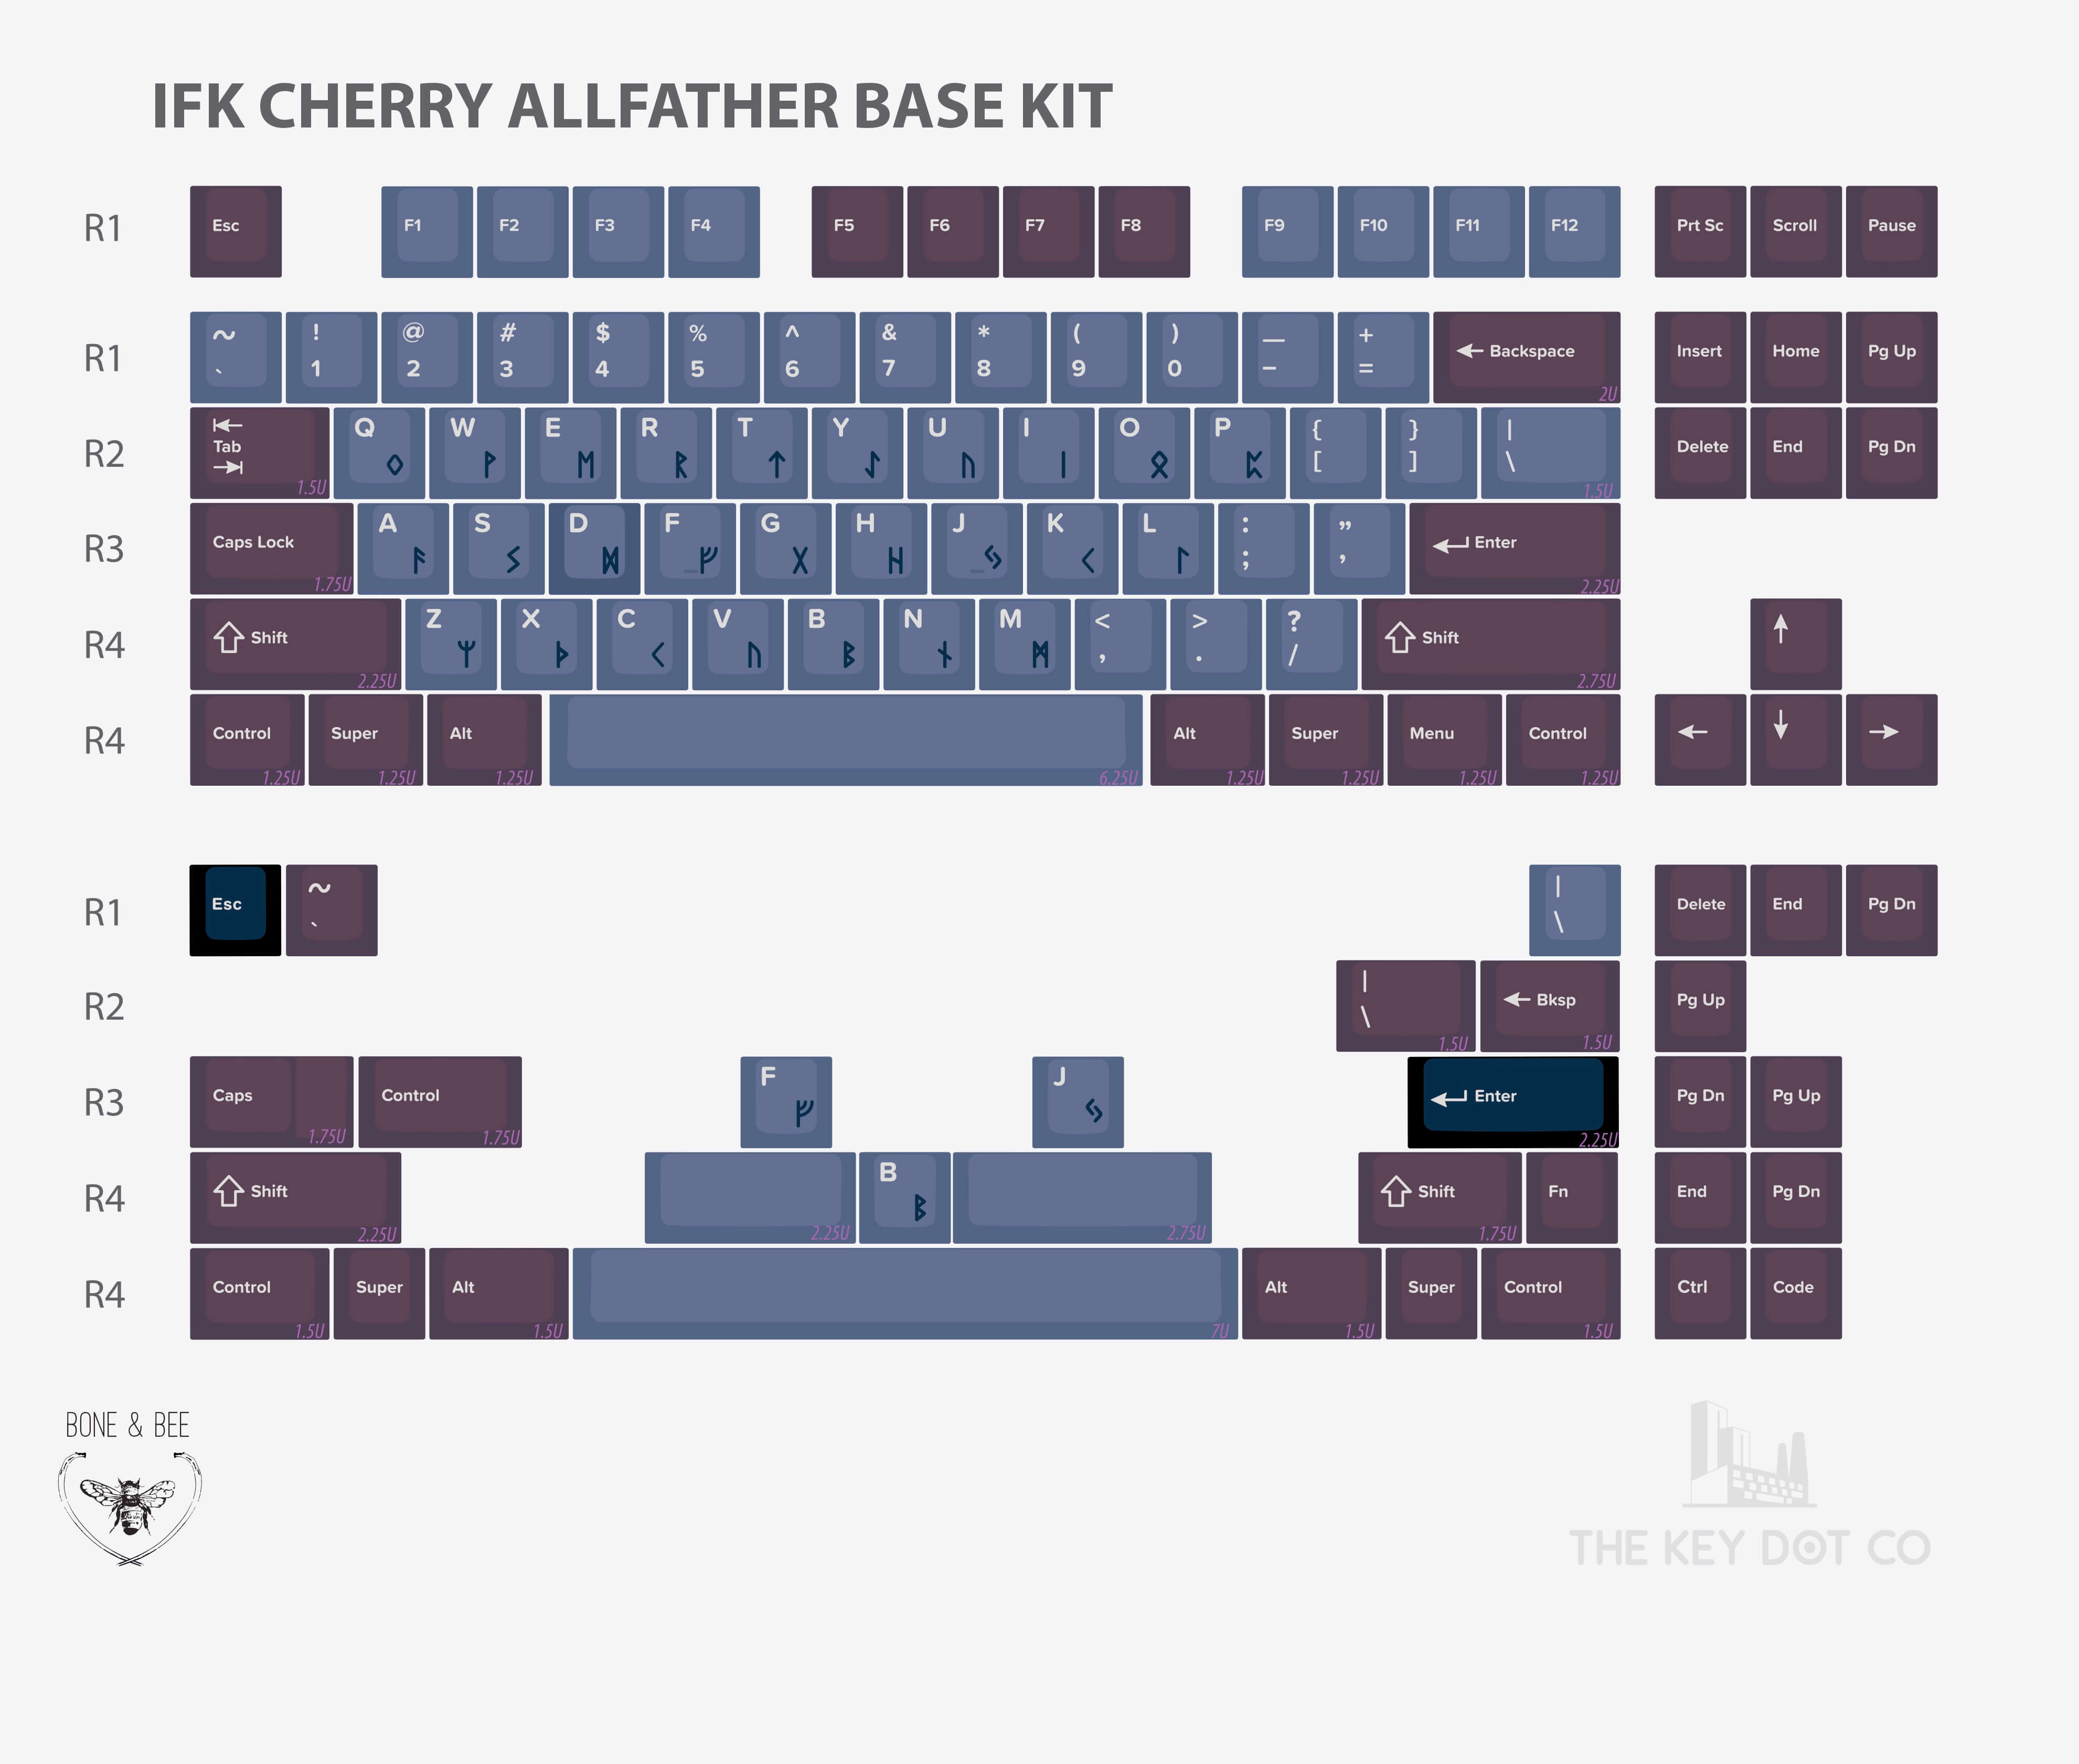 IFK CHERRY ALLFATHER BASE KIT
R1 Esc F1 F2 F3 F4 F5 F6 F7 F8 F9 F10 F11 F12 Prt Sc Scroll Pause
~ ! @ # $ % ^ & * ( ) — +
R1 ` 1 2 3 4 5 6 7 8 9 0 – = ← Backspace 2U Insert Home Pg Up
R2 ⇤ Tab ⇥ 1.5U Q W E R T Y U I O P { } | Delete End Pg Dn
ᛜ ᚹ ᛖ ᚱ ᛏ ᛇ ᚢ ᛁ ᛟ ᛈ [ ] \ 1.5U
R3 Caps Lock 1.75U A S D F G H J K L : ” ↵ Enter 2.25U
ᚨ ᛊ ᛞ _ᚠ ᚷ ᚺ _ᛃ ᚲ ᛚ ; ,
R4 ⇧ Shift 2.25U Z X C V B N M < > ? ⇧ Shift 2.75U ↑
ᛉ ᚦ ᚲ ᚢ ᛒ ᚾ ᛗ , . /
R4 Control 1.25U Super 1.25U Alt 1.25U 6.25U Alt 1.25U Super 1.25U Menu 1.25U Control 1.25U ← ↓ →
R1 Esc ~ ` | \ Delete End Pg Dn
R2 | \ 1.5U ← Bksp 1.5U Pg Up
R3 Caps 1.75U Control 1.75U F ᚠ J ᛃ ↵ Enter 2.25U Pg Dn Pg Up
R4 ⇧ Shift 2.25U 2.25U B ᛒ 2.75U ⇧ Shift 1.75U Fn End Pg Dn
R4 Control 1.5U Super Alt 1.5U 7U Alt 1.5U Super Control 1.5U Ctrl Code
BONE & BEE
THE KEY DOT CO